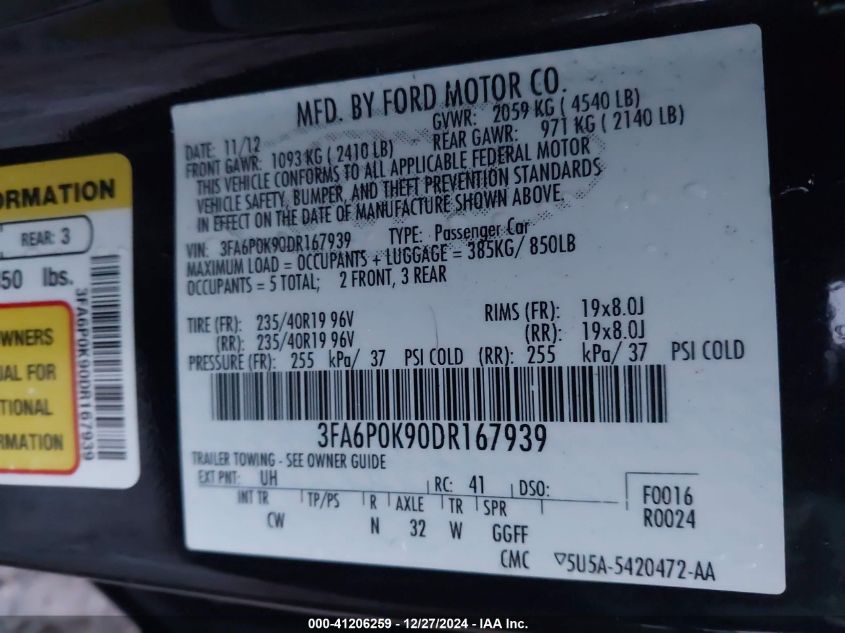 MFD. BY FORD MOTOR CO.
DATE: 11/12 GVWR: 2059 KG ( 4540 LB)
FRONT GAWR: 1093 KG ( 2410 LB) REAR GAWR: 971 KG ( 2140 LB)
THIS VEHICLE CONFORMS TO ALL APPLICABLE FEDERAL MOTOR
VEHICLE SAFETY, BUMPER, AND THEFT PREVENTION STANDARDS
IN EFFECT ON THE DATE OF MANUFACTURE SHOWN ABOVE.
VIN: 3FA6P0K90DR167939 TYPE: Passenger Car
MAXIMUM LOAD = OCCUPANTS + LUGGAGE = 385KG/ 850LB
OCCUPANTS = 5 TOTAL; 2 FRONT, 3 REAR
TIRE (FR): 235/40R19 96V RIMS (FR): 19x8.0J
(RR): 235/40R19 96V (RR): 19x8.0J
PRESSURE (FR): 255 kPa/ 37 PSI COLD (RR): 255 kPa/ 37 PSI COLD
3FA6P0K90DR167939
TRAILER TOWING - SEE OWNER GUIDE
EXT PNT: UH RC: 41 DSO:
INT TR TP/PS R AXLE TR SPR
CW N 32 W GGFF
F0016
R0024
CMC ▽5U5A-5420472-AA
ORMATION
REAR: 3
50 lbs.
WNERS
AL FOR
TIONAL
3FA6P0K90DR167939
000-41206259 - 12/27/2024 - IAA Inc.